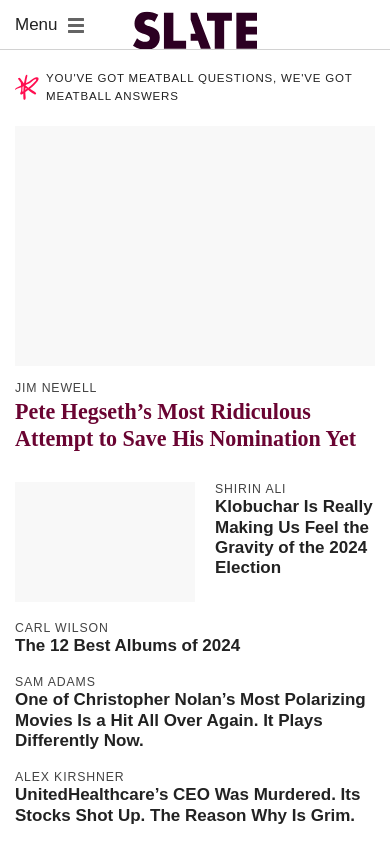 Menu
SLATE
YOU'VE GOT MEATBALL QUESTIONS, WE'VE GOT
MEATBALL ANSWERS
JIM NEWELL
Pete Hegseth’s Most Ridiculous
Attempt to Save His Nomination Yet
SHIRIN ALI
Klobuchar Is Really
Making Us Feel the
Gravity of the 2024
Election
CARL WILSON
The 12 Best Albums of 2024
SAM ADAMS
One of Christopher Nolan’s Most Polarizing
Movies Is a Hit All Over Again. It Plays
Differently Now.
ALEX KIRSHNER
UnitedHealthcare’s CEO Was Murdered. Its
Stocks Shot Up. The Reason Why Is Grim.